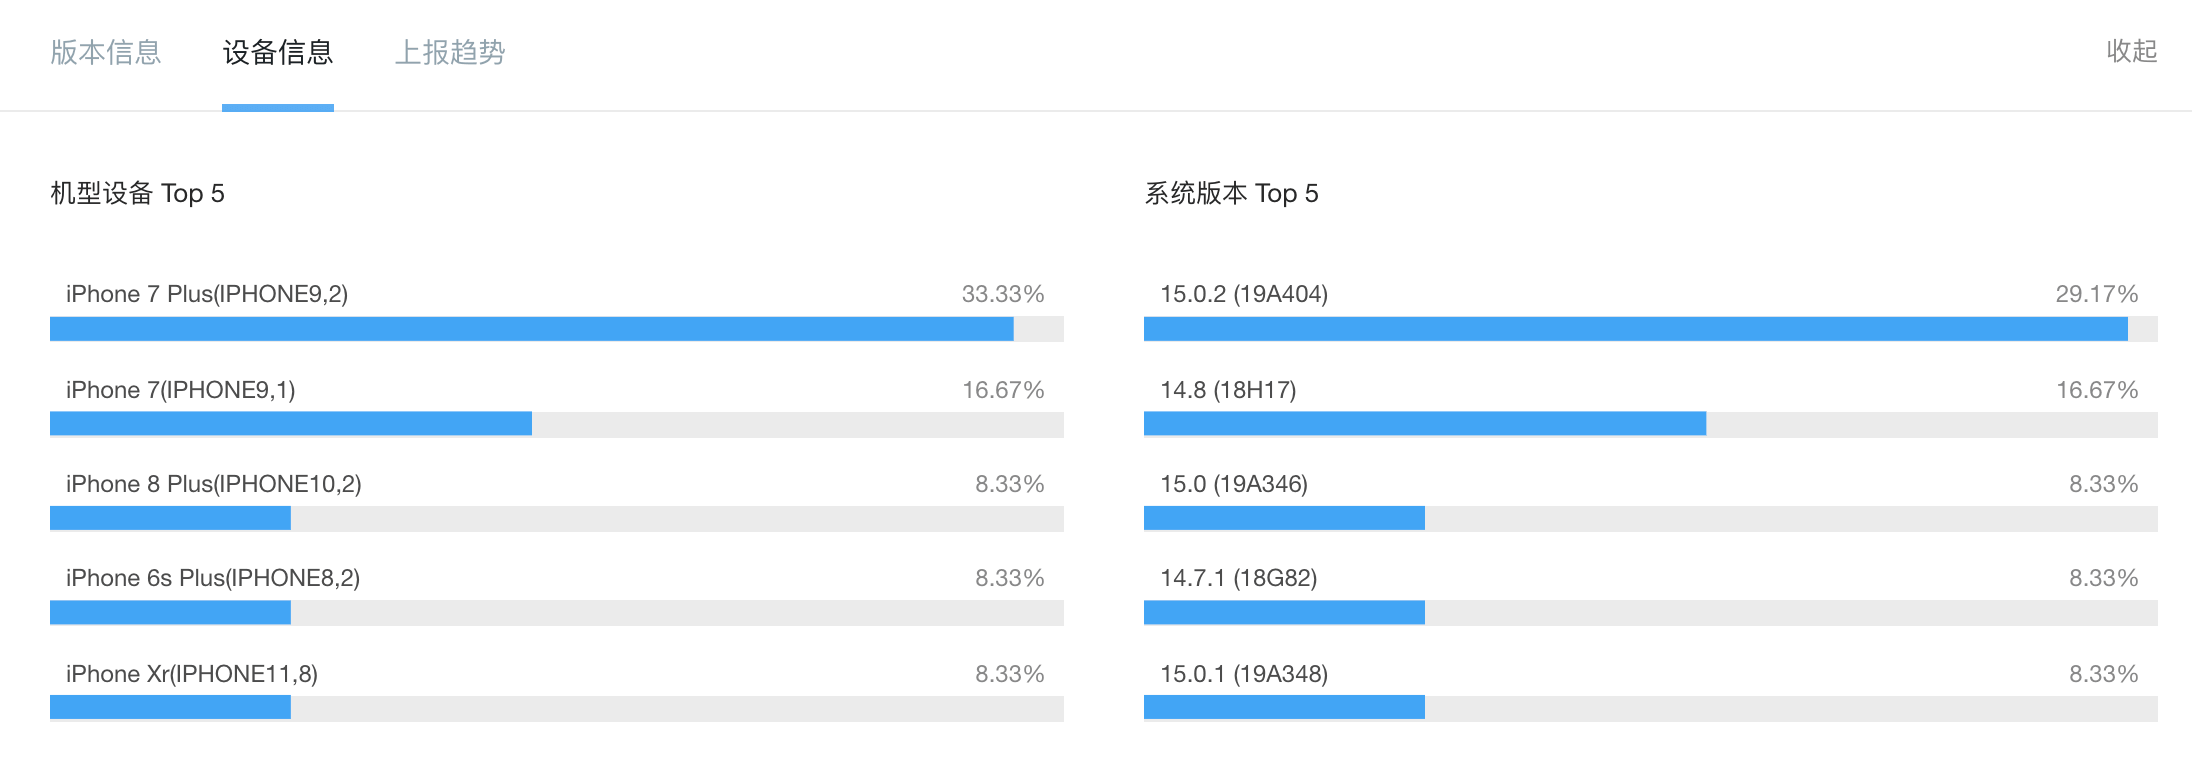 版本信息 设备信息 上报趋势 收起
机型设备 Top 5
iPhone 7 Plus(IPHONE9,2) 33.33%
iPhone 7(IPHONE9,1) 16.67%
iPhone 8 Plus(IPHONE10,2) 8.33%
iPhone 6s Plus(IPHONE8,2) 8.33%
iPhone Xr(IPHONE11,8) 8.33%
系统版本 Top 5
15.0.2 (19A404) 29.17%
14.8 (18H17) 16.67%
15.0 (19A346) 8.33%
14.7.1 (18G82) 8.33%
15.0.1 (19A348) 8.33%